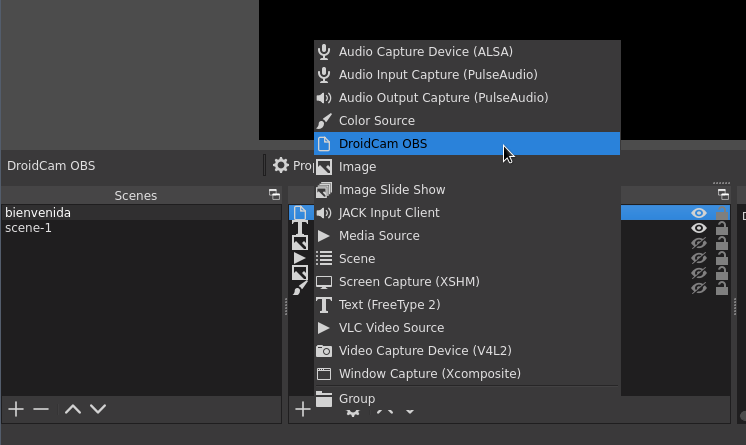 Audio Capture Device (ALSA)
Audio Input Capture (PulseAudio)
Audio Output Capture (PulseAudio)
Color Source
DroidCam OBS
Image
Image Slide Show
JACK Input Client
Media Source
Scene
Screen Capture (XSHM)
Text (FreeType 2)
VLC Video Source
Video Capture Device (V4L2)
Window Capture (Xcomposite)
Group
DroidCam OBS
Scenes
bienvenida
scene-1